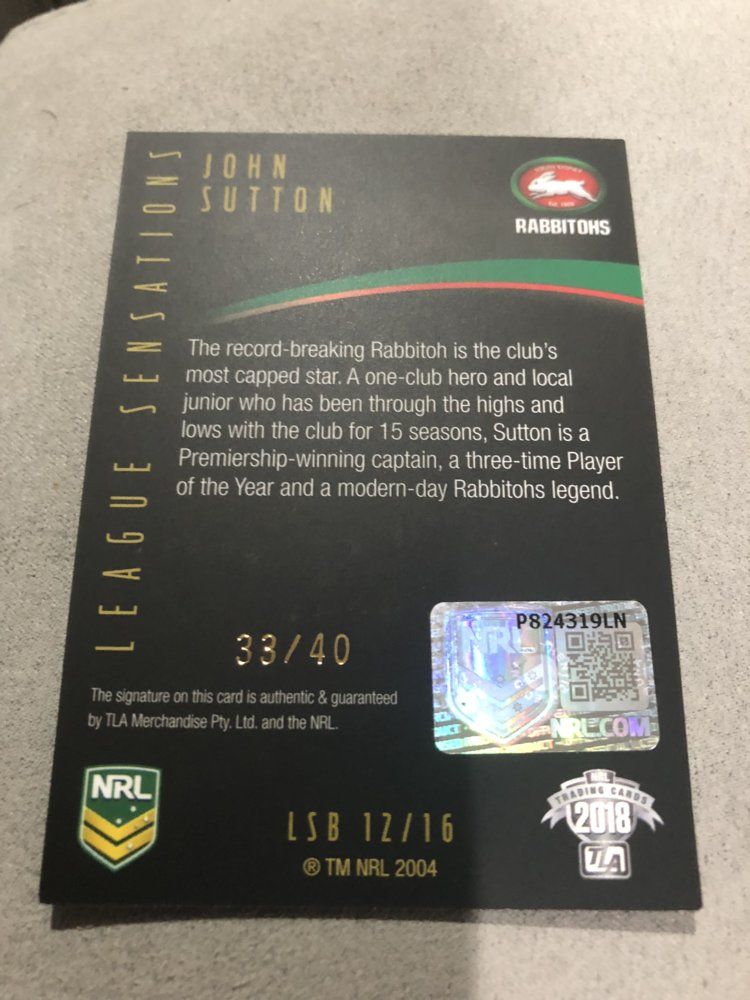 LEAGUE SENSATIONS
JOHN
SUTTON
RABBITOHS
The record-breaking Rabbitoh is the club's
most capped star. A one-club hero and local
junior who has been through the highs and
lows with the club for 15 seasons, Sutton is a
Premiership-winning captain, a three-time Player
of the Year and a modern-day Rabbitohs legend.
33/40
P824319LN
NRL
NRL.COM
The signature on this card is authentic & guaranteed
by TLA Merchandise Pty. Ltd. and the NRL.
NRL
LSB 12/16
® TM NRL 2004
NRL
TRADING CARDS
2018
TLA